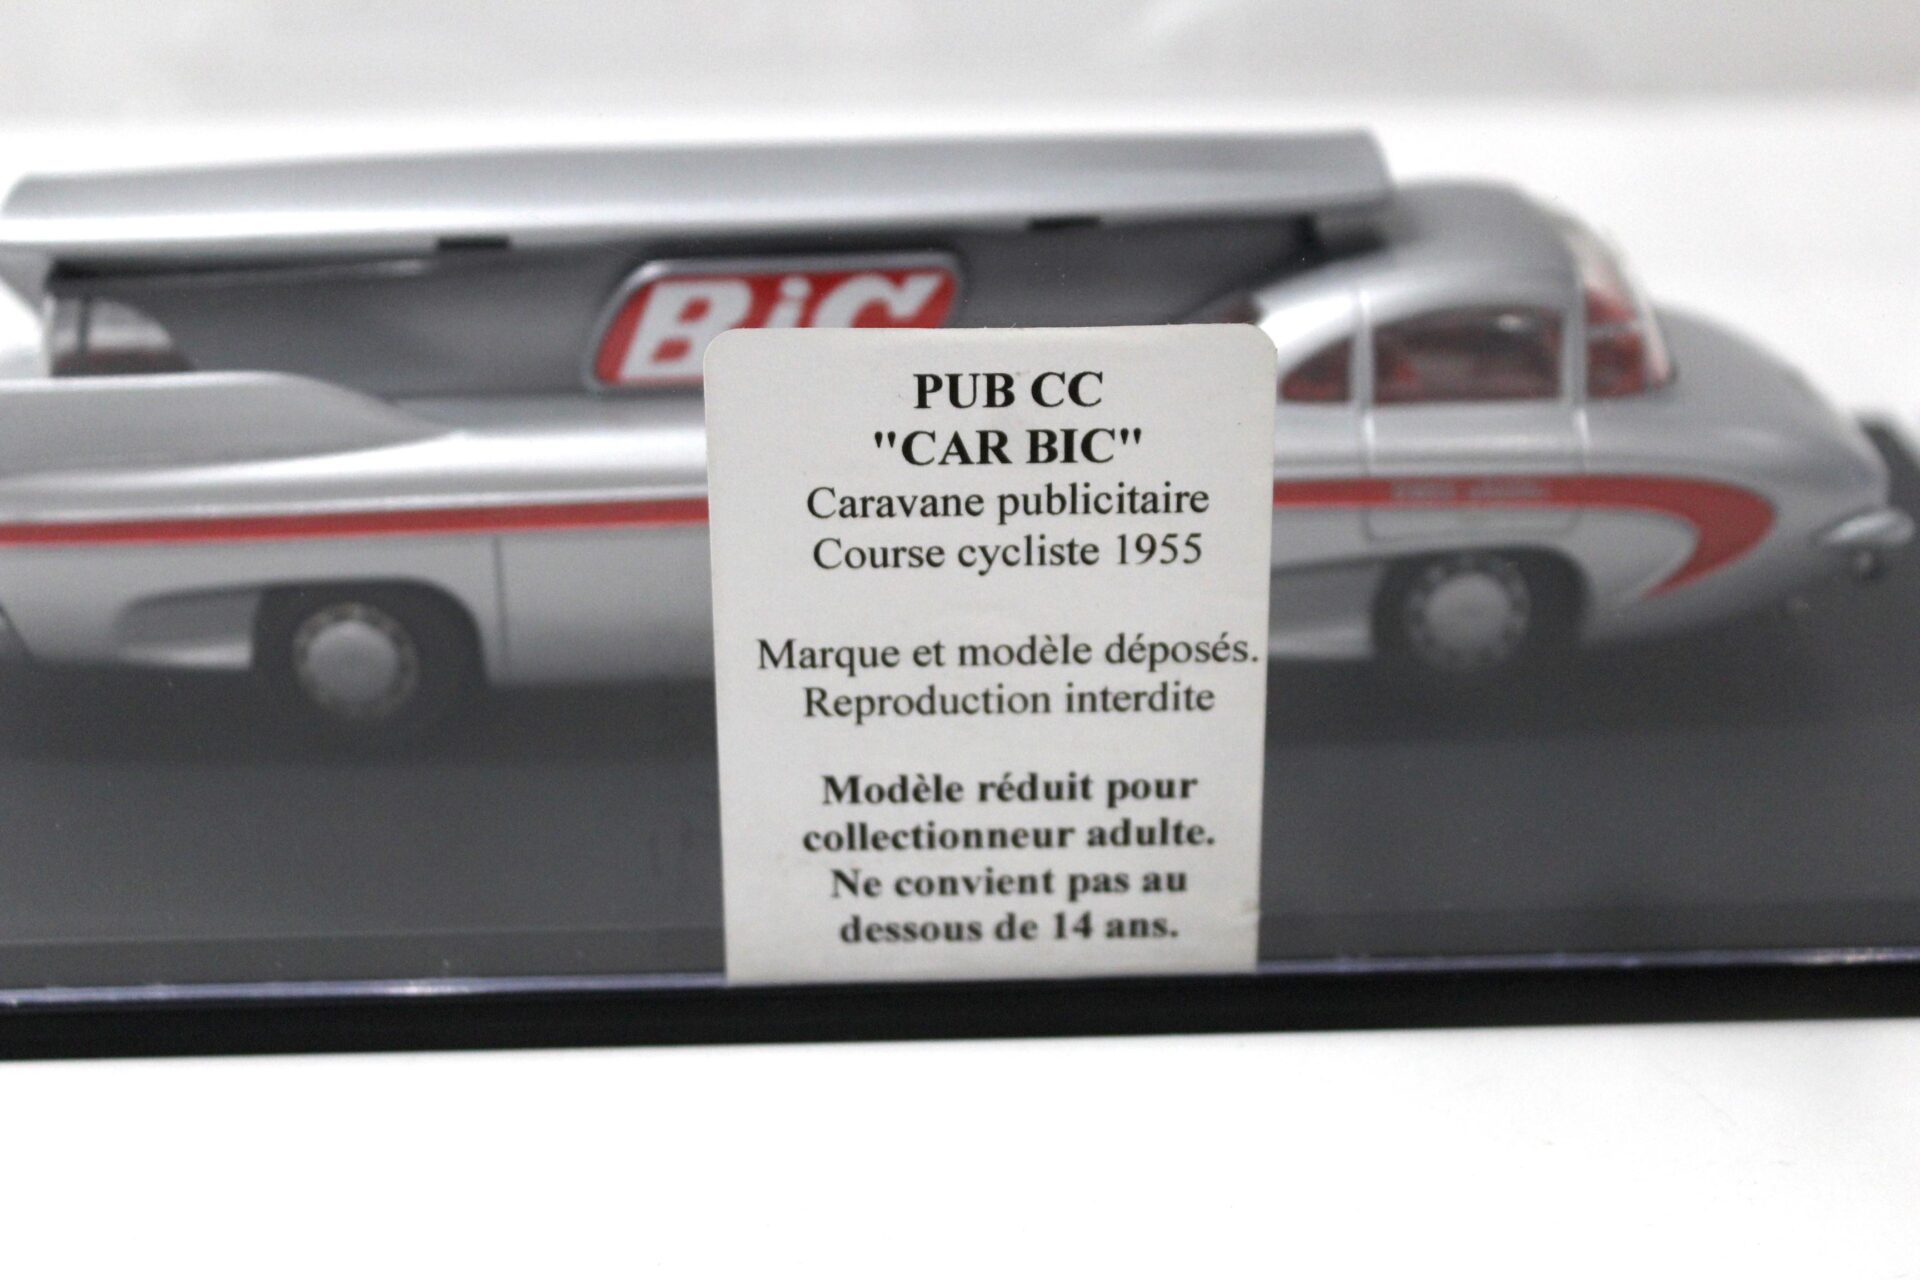 BiC
PUB CC
"CAR BIC"
Caravane publicitaire
Course cycliste 1955
Marque et modèle déposés.
Reproduction interdite
Modèle réduit pour
collectionneur adulte.
Ne convient pas au
dessous de 14 ans.